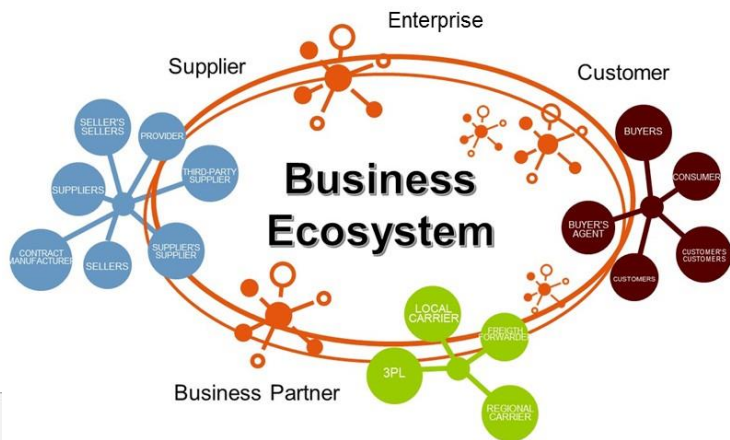 Enterprise
Supplier
Customer
SELLER'S
SELLERS
PROVIDER
THIRD-PARTY
SUPPLIER
SUPPLIERS
SUPPLIER'S
SUPPLIER
CONTRACT
MANUFACTURER
SELLERS
Business
Ecosystem
BUYERS
CONSUMER
BUYER'S
AGENT
CUSTOMER'S
CUSTOMERS
CUSTOMERS
LOCAL
CARRIER
FREIGTH
FORWARDER
3PL
REGIONAL
CARRIER
Business Partner